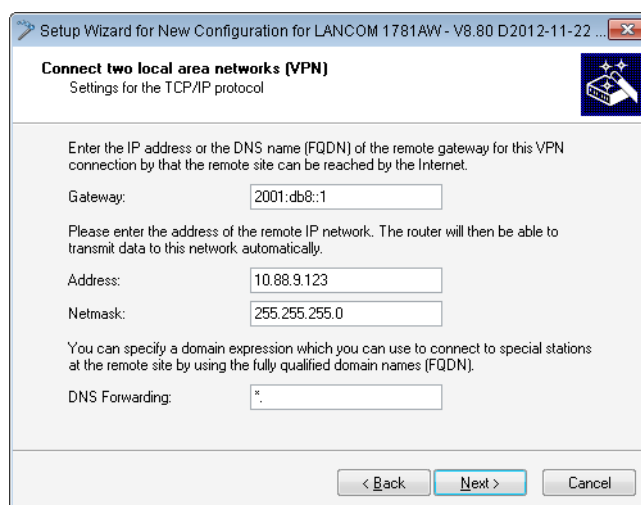 Setup Wizard for New Configuration for LANCOM 1781AW - V8.80 D2012-11-22 ...
Connect two local area networks (VPN)
Settings for the TCP/IP protocol
Enter the IP address or the DNS name (FQDN) of the remote gateway for this VPN
connection by that the remote site can be reached by the Internet.
Gateway: 2001:db8::1
Please enter the address of the remote IP network. The router will then be able to
transmit data to this network automatically.
Address: 10.88.9.123
Netmask: 255.255.255.0
You can specify a domain expression which you can use to connect to special stations
at the remote site by using the fully qualified domain names (FQDN).
DNS Forwarding: *.
< Back Next > Cancel